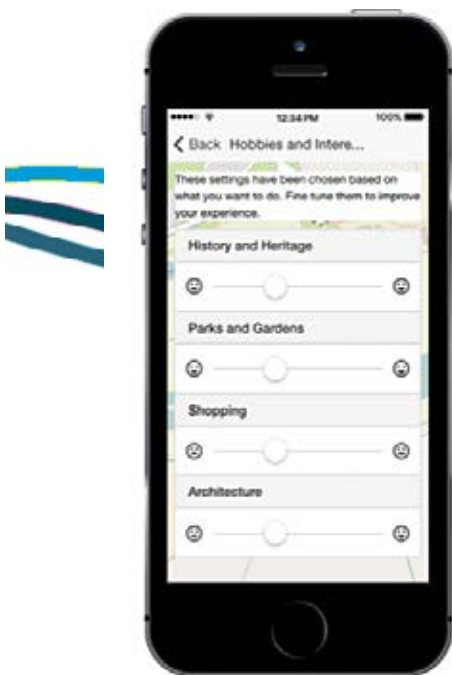 12:34 PM 100%
Back Hobbies and Intere...
These settings have been chosen based on
what you want to do. Fine tune them to improve
your experience.
History and Heritage
Parks and Gardens
Shopping
Architecture